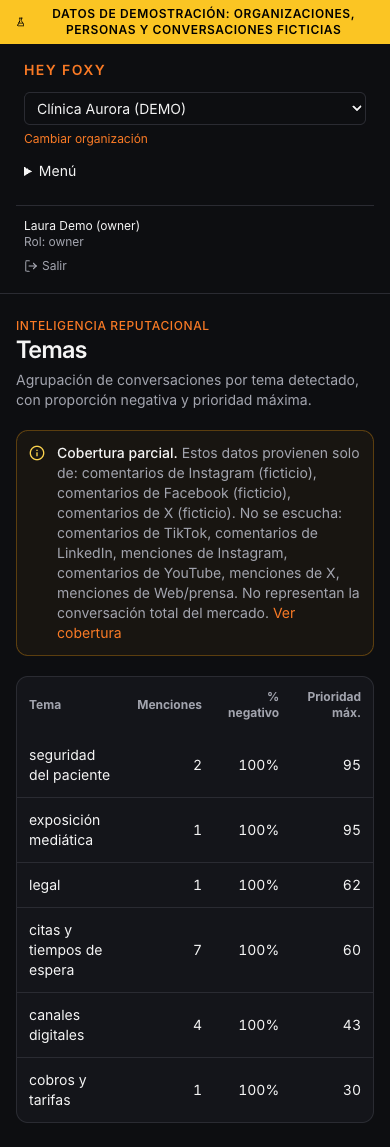 DATOS DE DEMOSTRACIÓN: ORGANIZACIONES,
PERSONAS Y CONVERSACIONES FICTICIAS
HEY FOXY
Clínica Aurora (DEMO)
Cambiar organización
Menú
Laura Demo (owner)
Rol: owner
Salir
INTELIGENCIA REPUTACIONAL
Temas
Agrupación de conversaciones por tema detectado,
con proporción negativa y prioridad máxima.
Cobertura parcial. Estos datos provienen solo
de: comentarios de Instagram (ficticio),
comentarios de Facebook (ficticio),
comentarios de X (ficticio). No se escucha:
comentarios de TikTok, comentarios de
LinkedIn, menciones de Instagram,
comentarios de YouTube, menciones de X,
menciones de Web/prensa. No representan la
conversación total del mercado. Ver
cobertura
Tema Menciones % negativo Prioridad máx.
seguridad del paciente 2 100% 95
exposición mediática 1 100% 95
legal 1 100% 62
citas y tiempos de espera 7 100% 60
canales digitales 4 100% 43
cobros y tarifas 1 100% 30